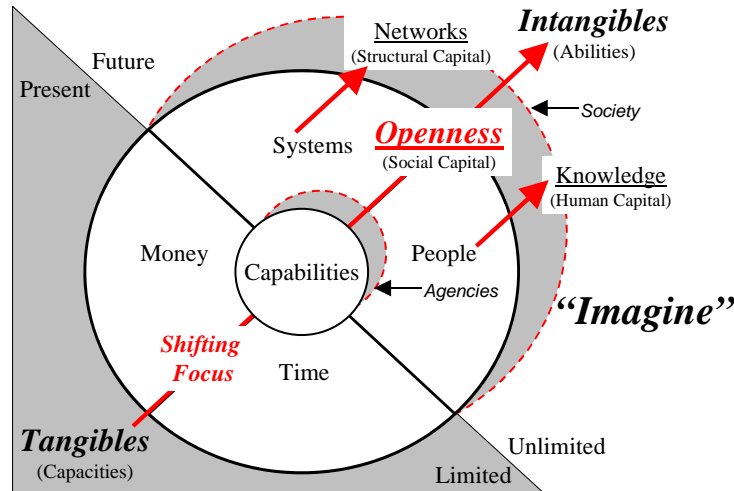 Networks
(Structural Capital)
Intangibles
(Abilities)
Future
Present
Society
Systems
Openness
(Social Capital)
Knowledge
(Human Capital)
Money
Capabilities
People
Agencies
“Imagine”
Shifting
Focus
Time
Tangibles
(Capacities)
Unlimited
Limited